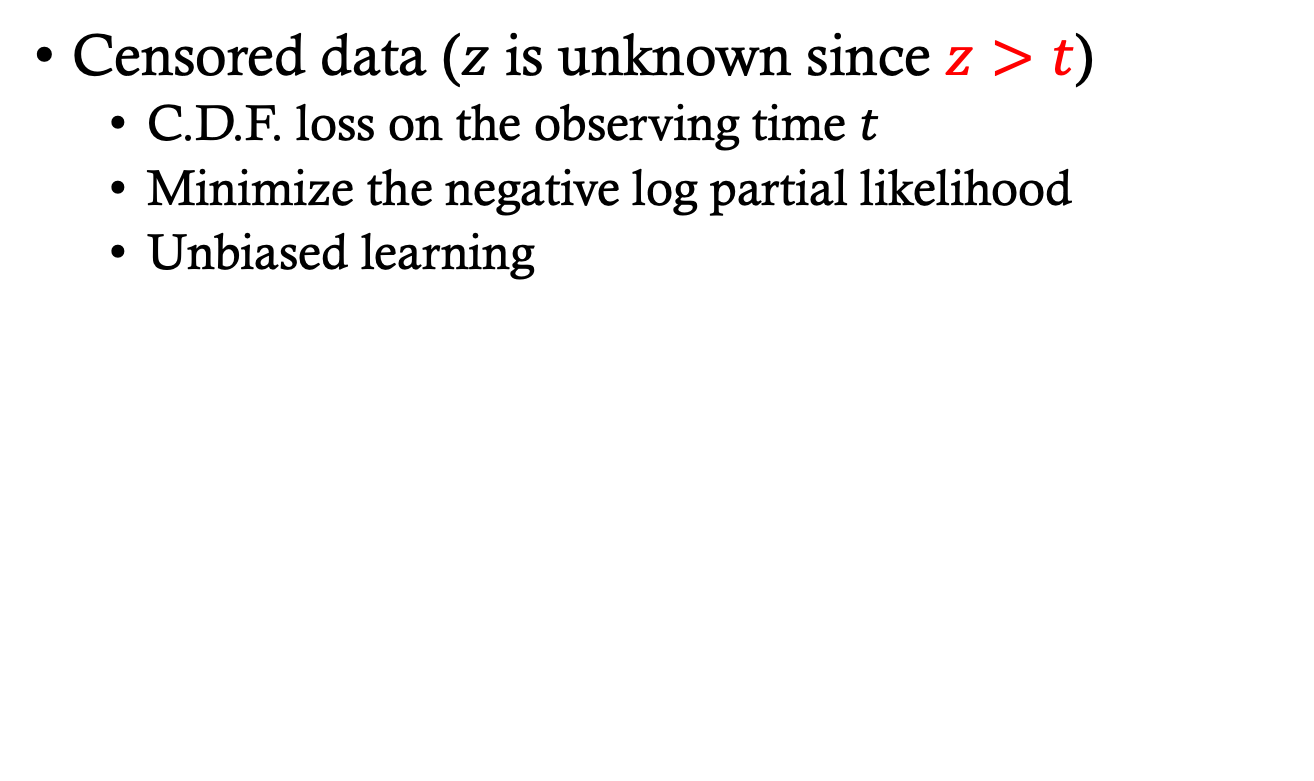 • Censored data (z is unknown since z > t)
• C.D.F. loss on the observing time t
• Minimize the negative log partial likelihood
• Unbiased learning